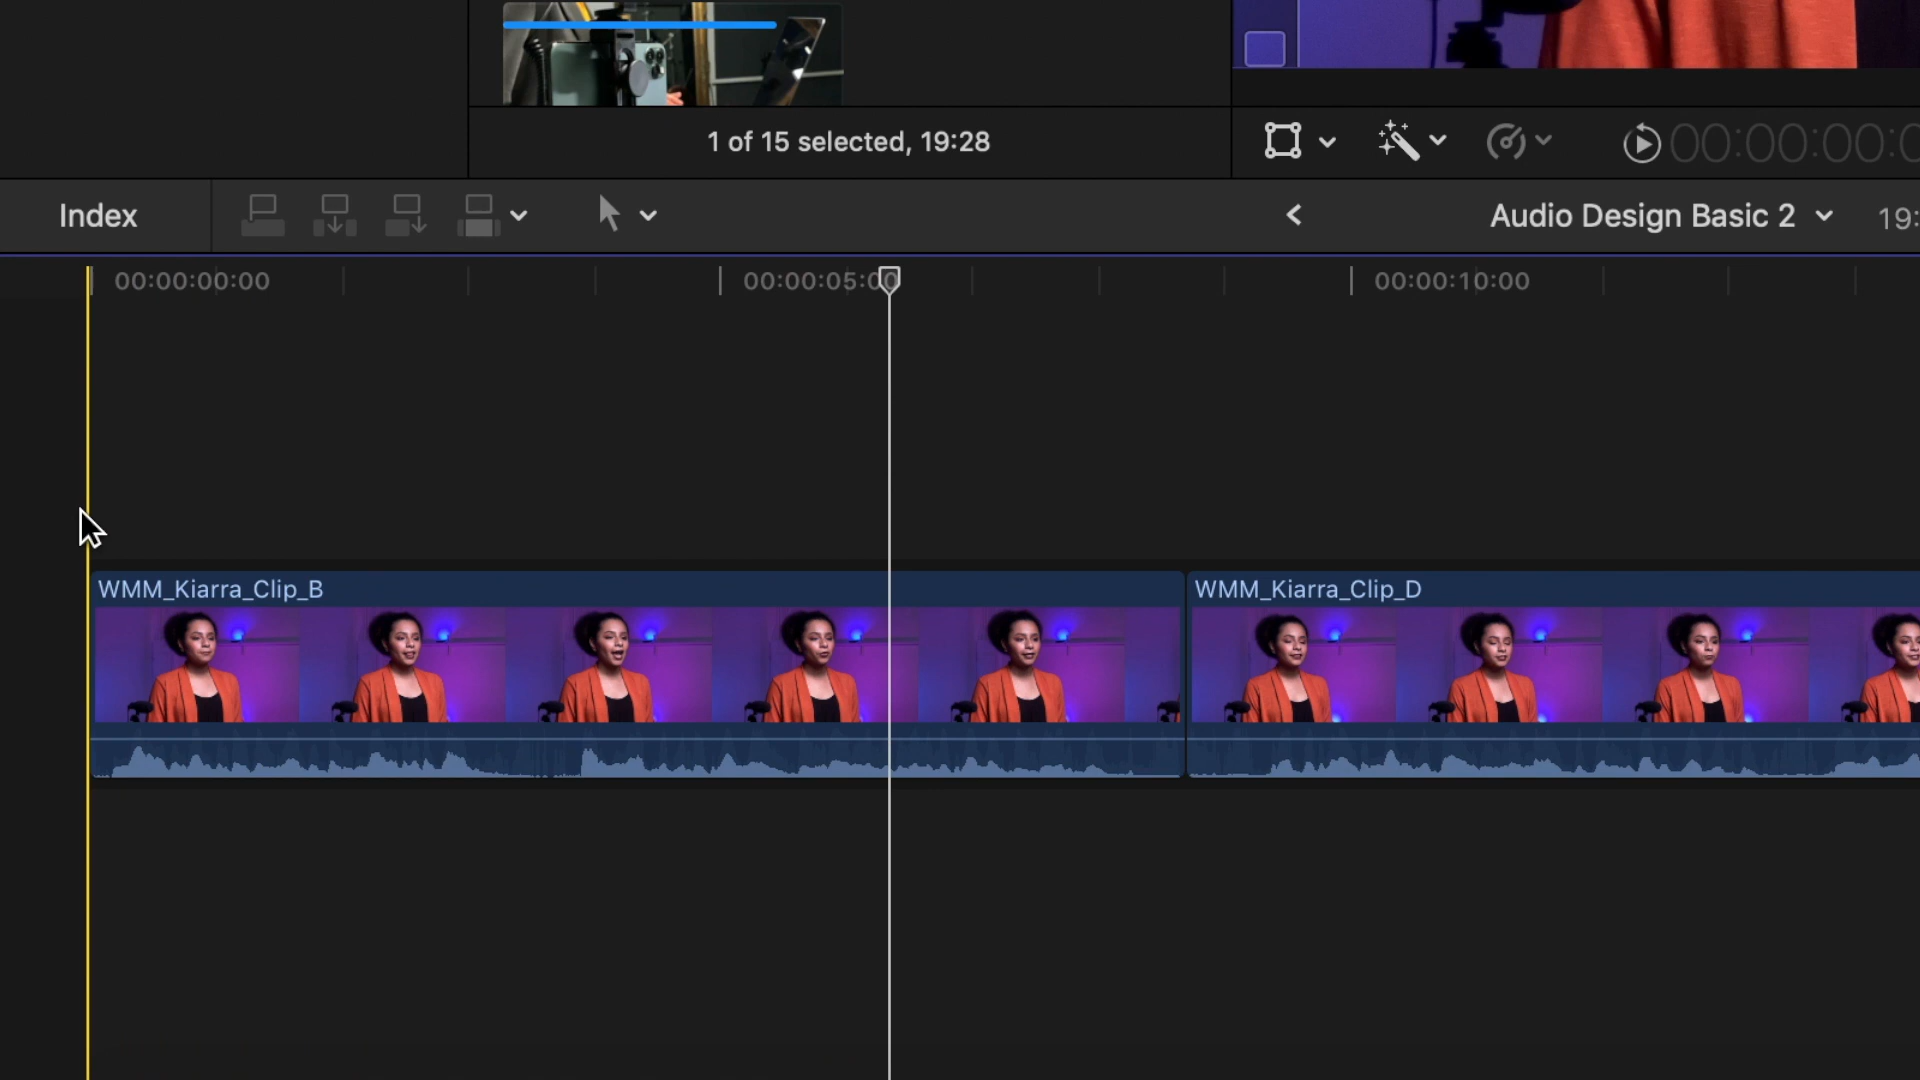 1 of 15 selected, 19:28
00:00:00:0
Index
Audio Design Basic 2
19:
00:00:00:00
00:00:05:00
00:00:10:00
WMM_Kiarra_Clip_B
WMM_Kiarra_Clip_D